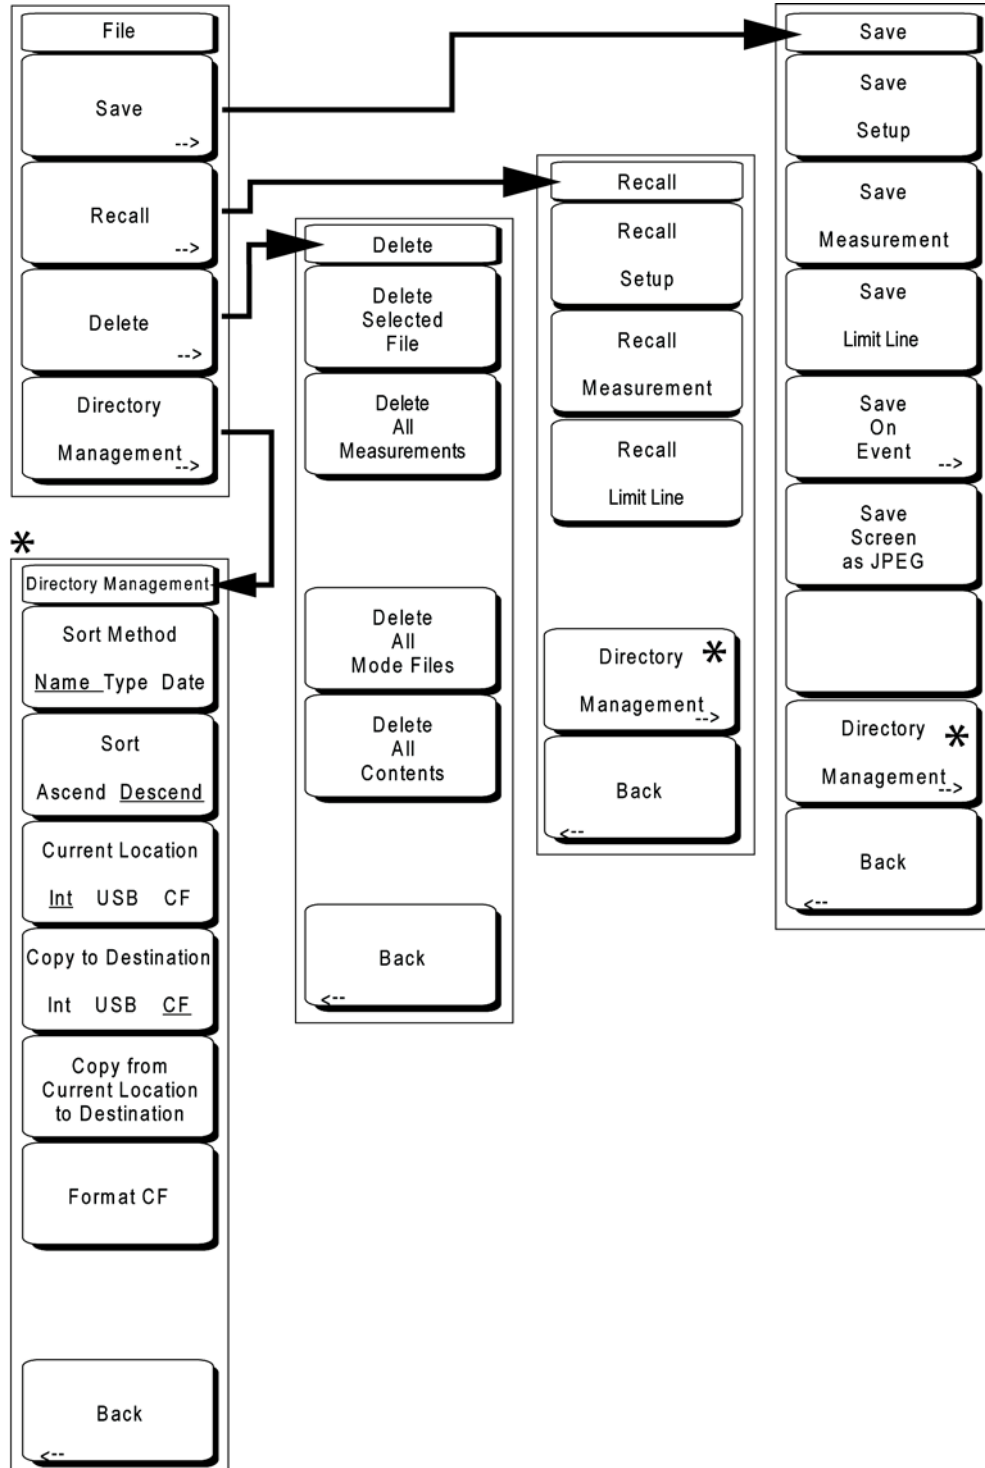 File
Save
-->
Recall
-->
Delete
-->
Directory
Management
-->
*
Directory Management
Sort Method
Name Type Date
Sort
Ascend Descend
Current Location
Int USB CF
Copy to Destination
Int USB CF
Copy from
Current Location
to Destination
Format CF
Back
<--
Delete
Delete
Selected
File
Delete
All
Measurements
Delete
All
Mode Files
Delete
All
Contents
Back
<--
Recall
Recall
Setup
Recall
Measurement
Recall
Limit Line
Directory *
Management
-->
Back
<--
Save
Save
Setup
Save
Measurement
Save
Limit Line
Save
On
Event -->
Save
Screen
as JPEG
Directory *
Management
-->
Back
<--